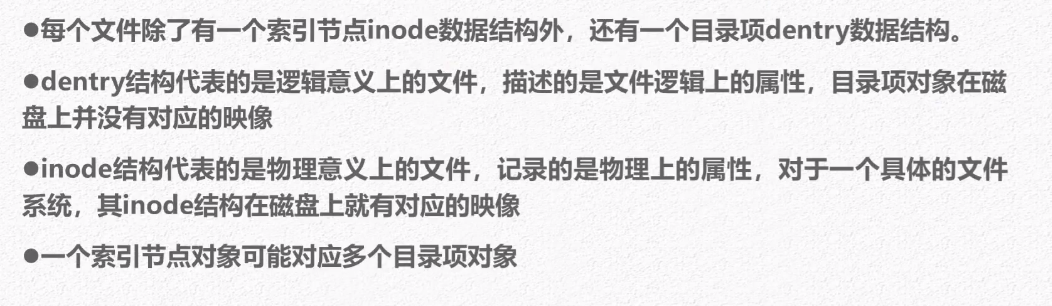 ●每个文件除了有一个索引节点inode数据结构外，还有一个目录项dentry数据结构。
●dentry结构代表的是逻辑意义上的文件，描述的是文件逻辑上的属性，目录项对象在磁
盘上并没有对应的映像
●inode结构代表的是物理意义上的文件，记录的是物理上的属性，对于一个具体的文件
系统，其inode结构在磁盘上就有对应的映像
●一个索引节点对象可能对应多个目录项对象